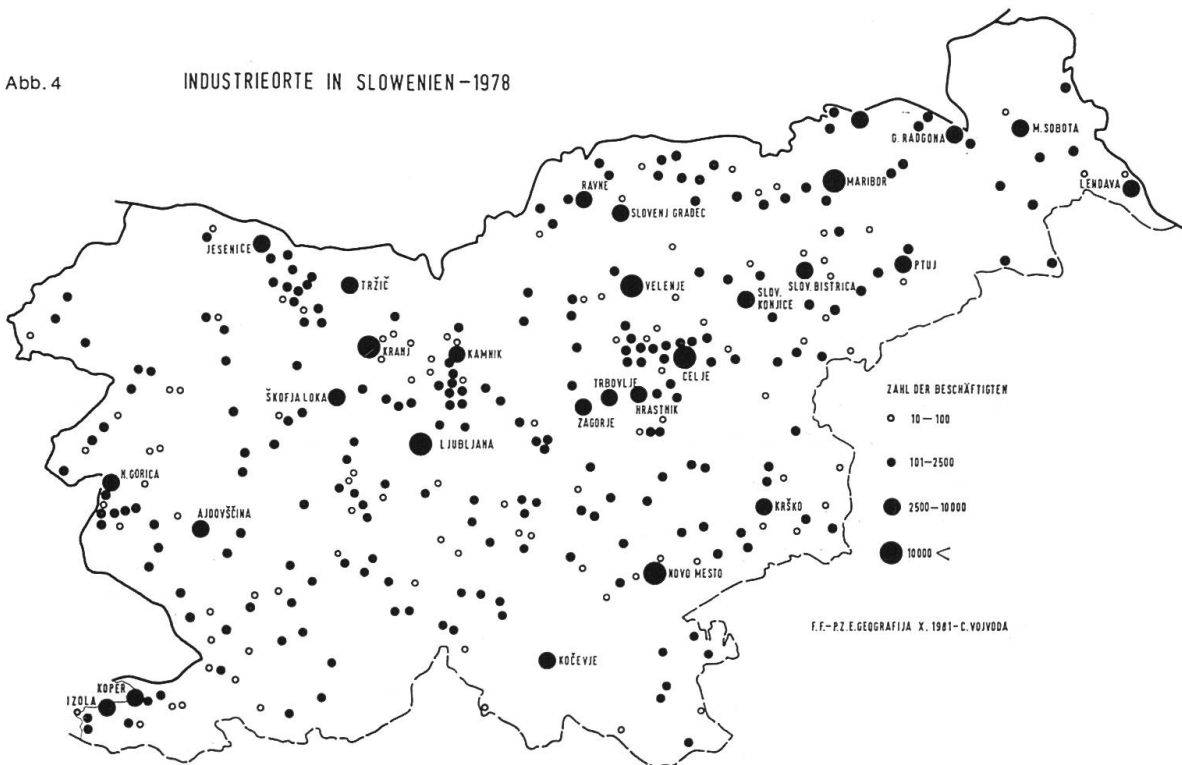 Abb. 4
INDUSTRIEORTE IN SLOWENIEN - 1978
G. RADGONA
M. SOBOTA
RAVNE
MARIBOR
LENDAVA
SLOVENJ GRADEC
JESENICE
TRŽIČ
VELENJE
SLOV. BISTRICA
PTUJ
SLOV.
KONJICE
KRANJ
KAMNIK
CELJE
ŠKOFJA LOKA
TRBOVLJE
HRASTNIK
ZAGORJE
LJUBLJANA
N. GORICA
AJDOVŠČINA
KRŠKO
NOVO MESTO
KOČEVJE
KOPER
IZOLA
ZAHL DER BESCHÄFTIGTEN
10 - 100
101 - 2500
2500 - 10000
10000 <
F.F.-P.Z.E. GEOGRAFIJA X. 1981 - C. VOJVODA